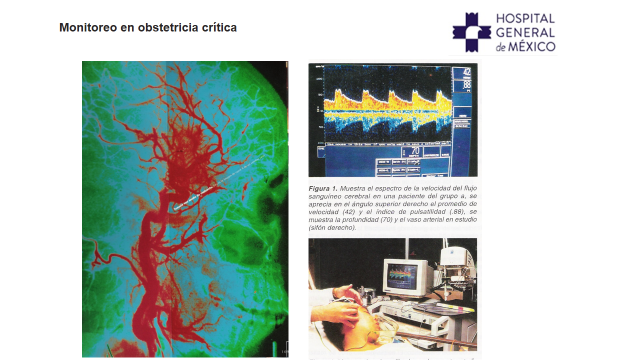 Monitoreo en obstetricia crítica
HOSPITAL
GENERAL
de MÉXICO
42
.88
70
Figura 1. Muestra el espectro de la velocidad del flujo
sanguíneo cerebral en una paciente del grupo a, se
aprecia en el ángulo superior derecho el promedio de
velocidad (42) y el índice de pulsatilidad (.88), se
muestra la profundidad (70) y el vaso arterial en estudio
(sifón derecho).